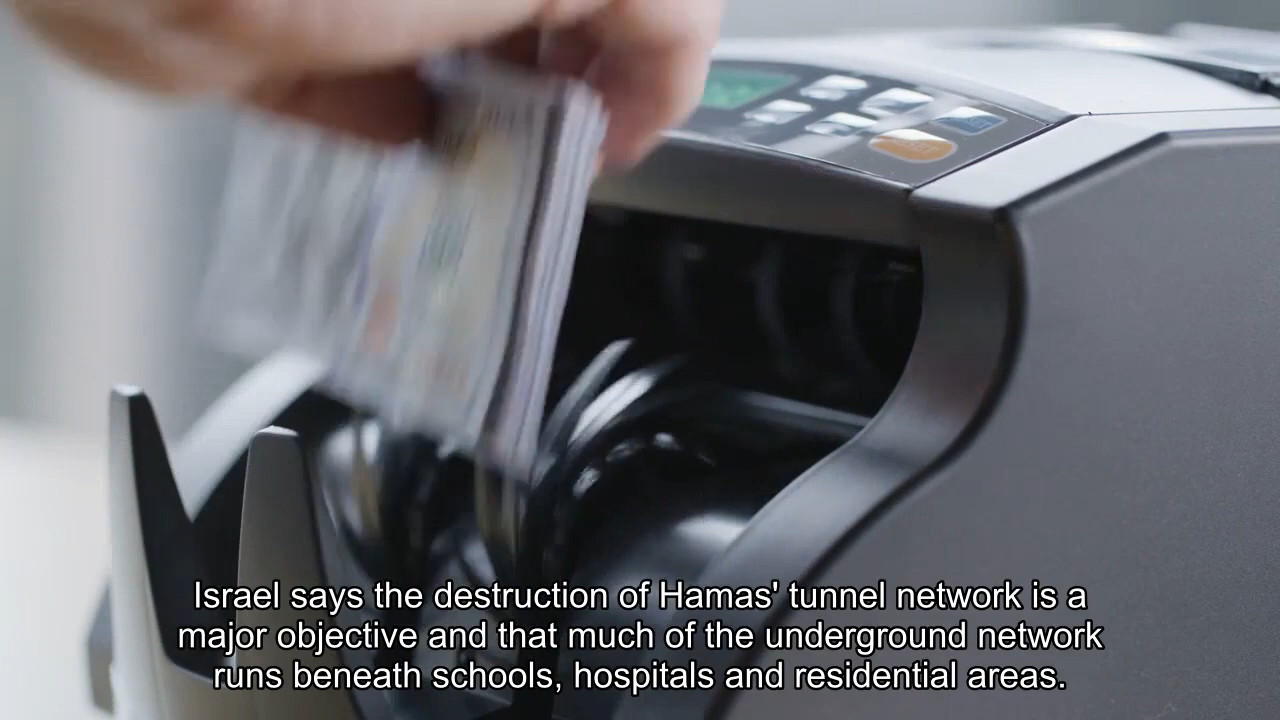 Israel says the destruction of Hamas' tunnel network is a
major objective and that much of the underground network
runs beneath schools, hospitals and residential areas.